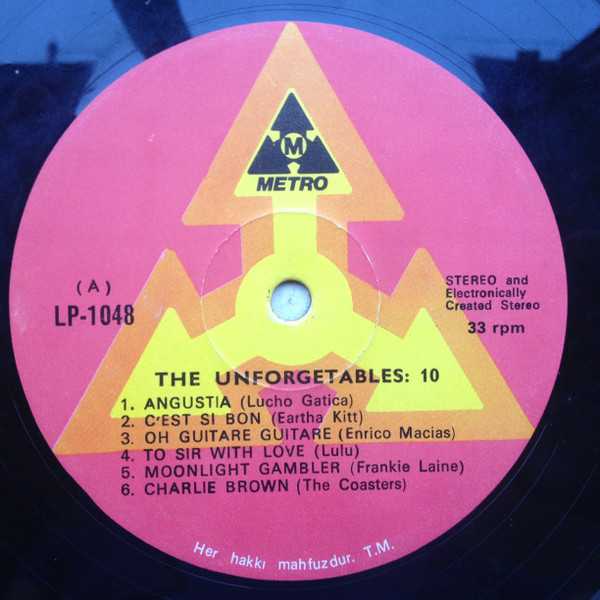 M
METRO
(A)
LP-1048
STEREO and
Electronically
Created Stereo
33 rpm
THE UNFORGETABLES: 10
1. ANGUSTIA (Lucho Gatica)
2. C'EST SI BON (Eartha Kitt)
3. OH GUITARE GUITARE (Enrico Macias)
4. TO SIR WITH LOVE (Lulu)
5. MOONLIGHT GAMBLER (Frankie Laine)
6. CHARLIE BROWN (The Coasters)
Her hakkı mahfuzdur. T.M.